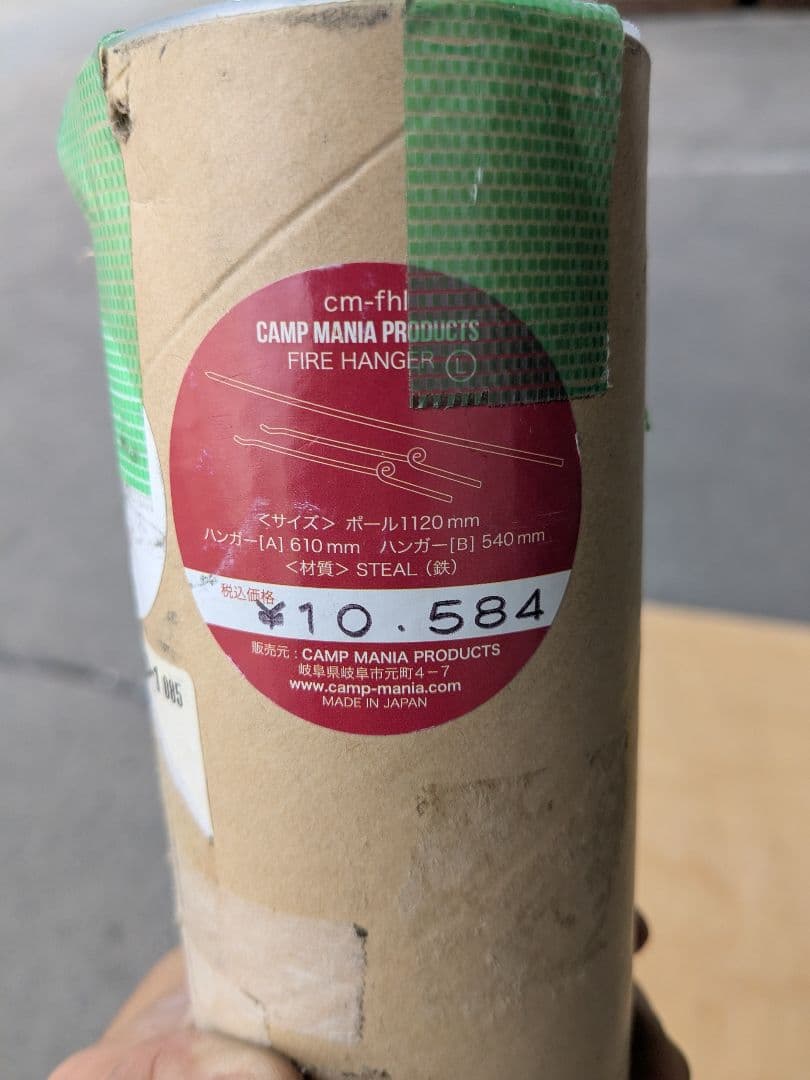 cm-fhl
CAMP MANIA PRODUCTS
FIRE HANGER Ⓛ
＜サイズ＞ ポール1120mm
ハンガー[A] 610mm ハンガー[B] 540mm
＜材質＞ STEAL（鉄）
税込価格
¥10.584
販売元：CAMP MANIA PRODUCTS
岐阜県岐阜市元町4－7
www.camp-mania.com
MADE IN JAPAN
1085